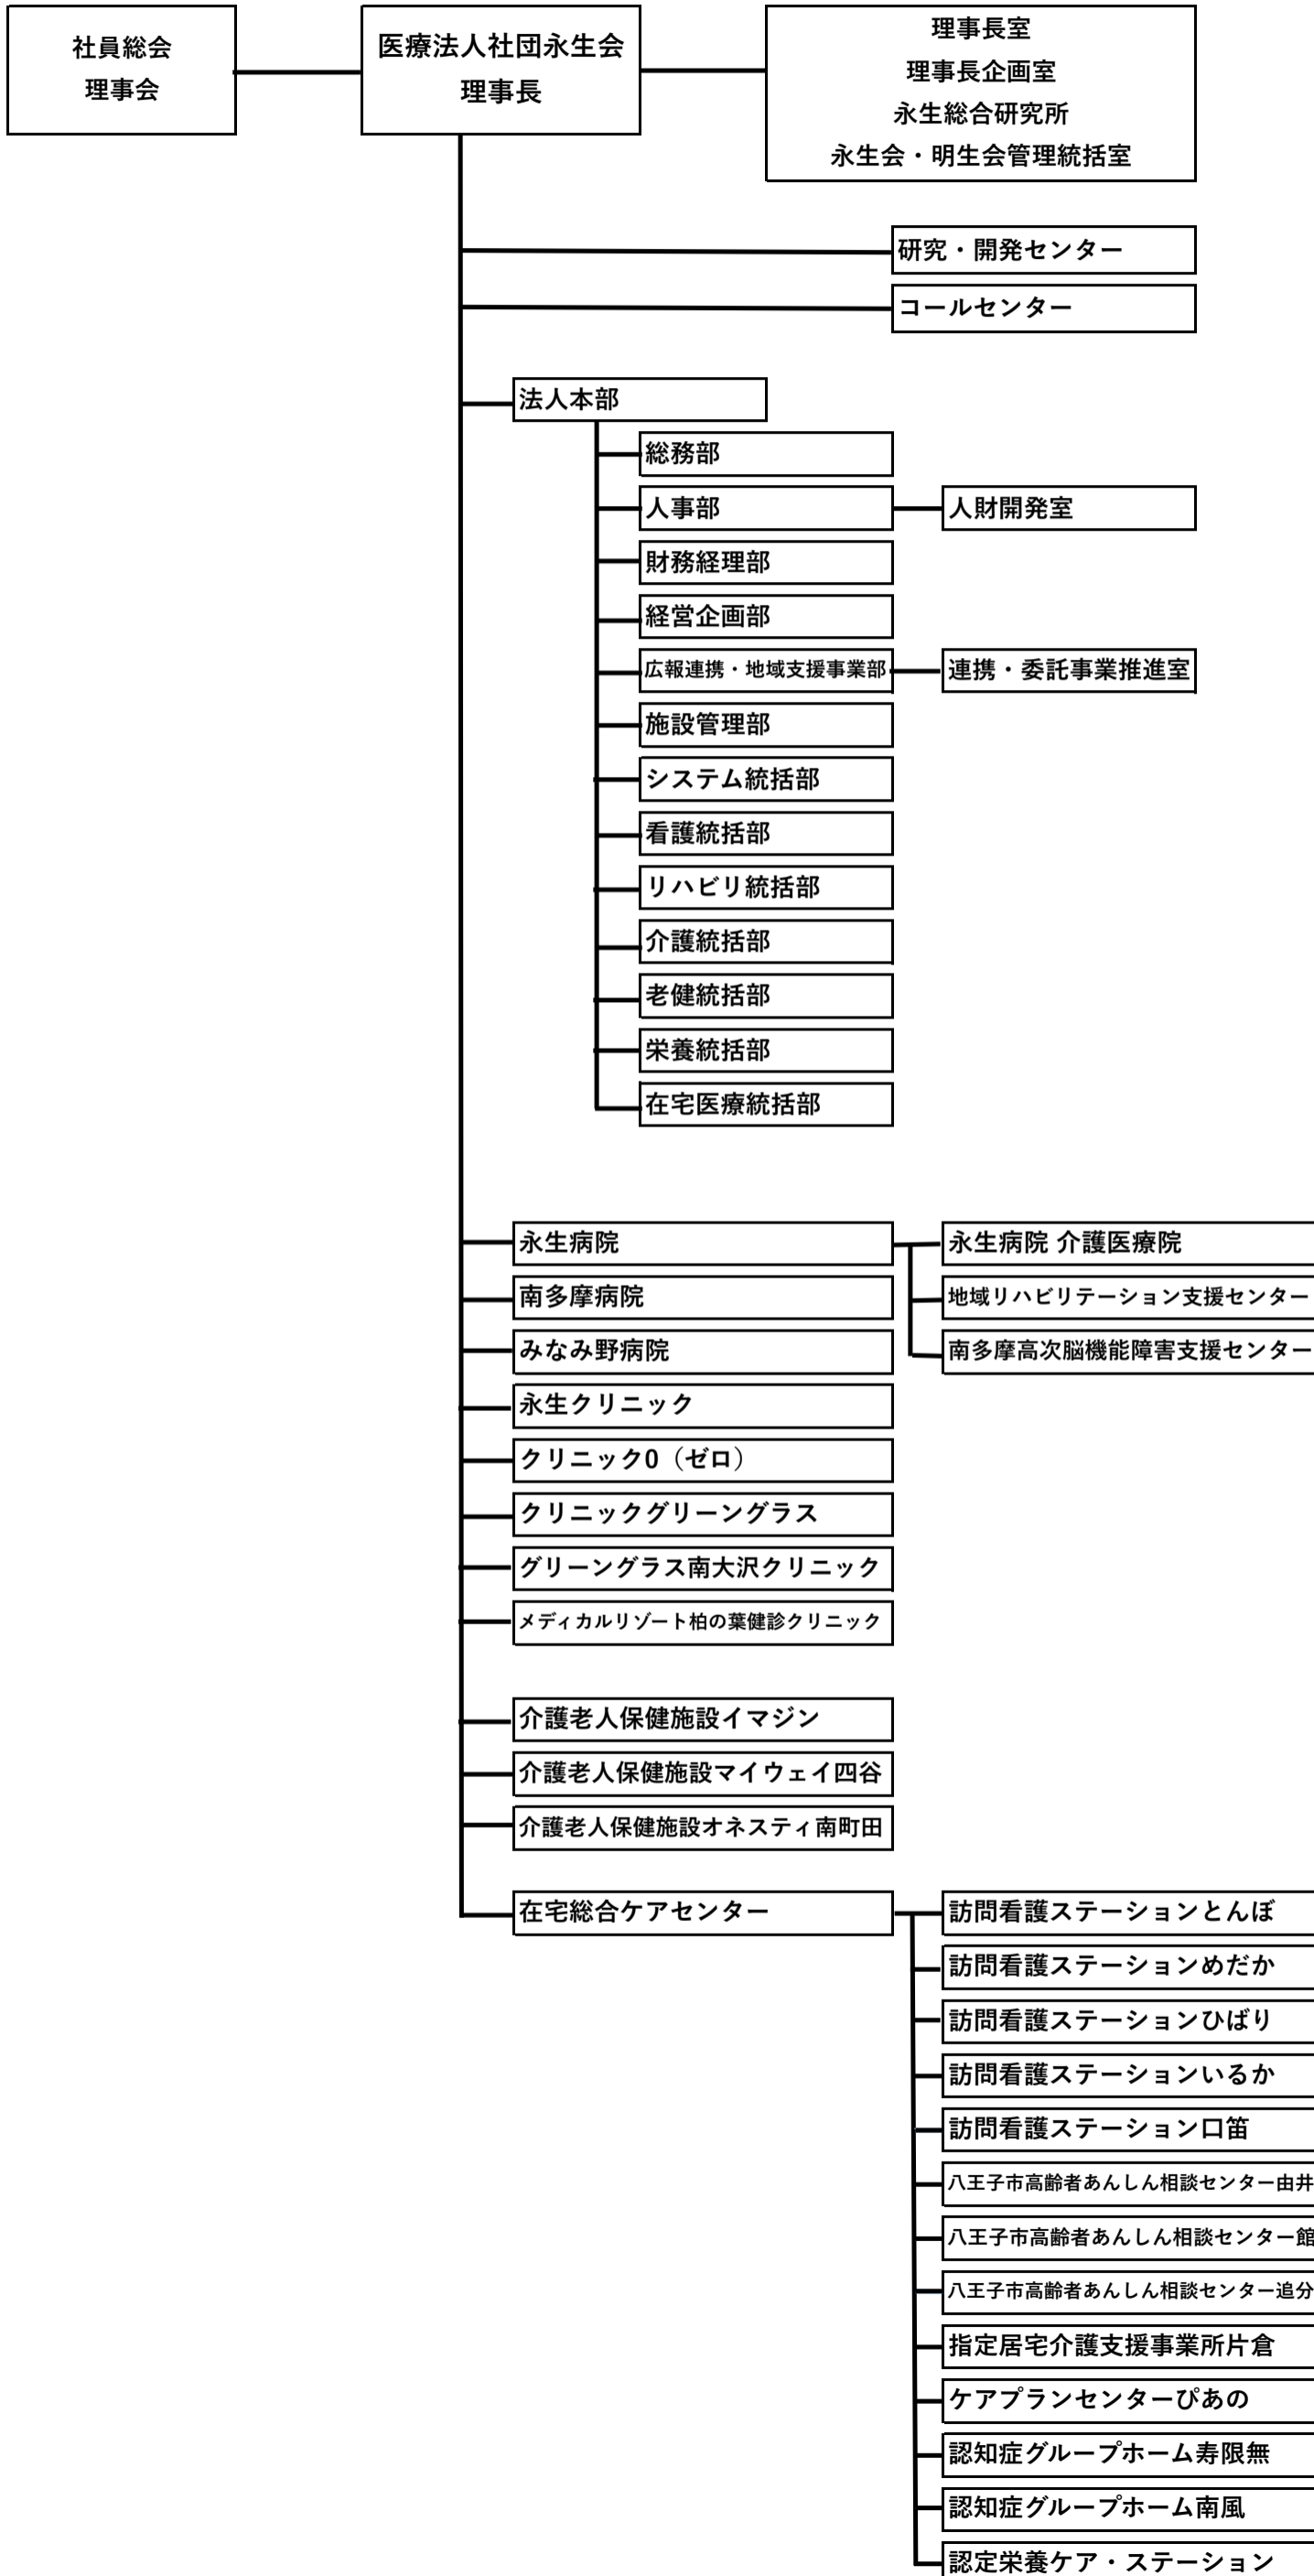 社員総会
理事会
医療法人社団永生会
理事長
理事長室
理事長企画室
永生総合研究所
永生会・明生会管理統括室
研究・開発センター
コールセンター
法人本部
総務部
人事部
人財開発室
財務経理部
経営企画部
広報連携・地域支援事業部
連携・委託事業推進室
施設管理部
システム統括部
看護統括部
リハビリ統括部
介護統括部
老健統括部
栄養統括部
在宅医療統括部
永生病院
永生病院 介護医療院
南多摩病院
地域リハビリテーション支援センター
みなみ野病院
南多摩高次脳機能障害支援センター
永生クリニック
クリニック0（ゼロ）
クリニックグリーングラス
グリーングラス南大沢クリニック
メディカルリゾート柏の葉健診クリニック
介護老人保健施設イマジン
介護老人保健施設マイウェイ四谷
介護老人保健施設オネスティ南町田
在宅総合ケアセンター
訪問看護ステーションとんぼ
訪問看護ステーションめだか
訪問看護ステーションひばり
訪問看護ステーションいるか
訪問看護ステーション口笛
八王子市高齢者あんしん相談センター由井
八王子市高齢者あんしん相談センター館
八王子市高齢者あんしん相談センター追分
指定居宅介護支援事業所片倉
ケアプランセンターぴあの
認知症グループホーム寿限無
認知症グループホーム南風
認定栄養ケア・ステーション